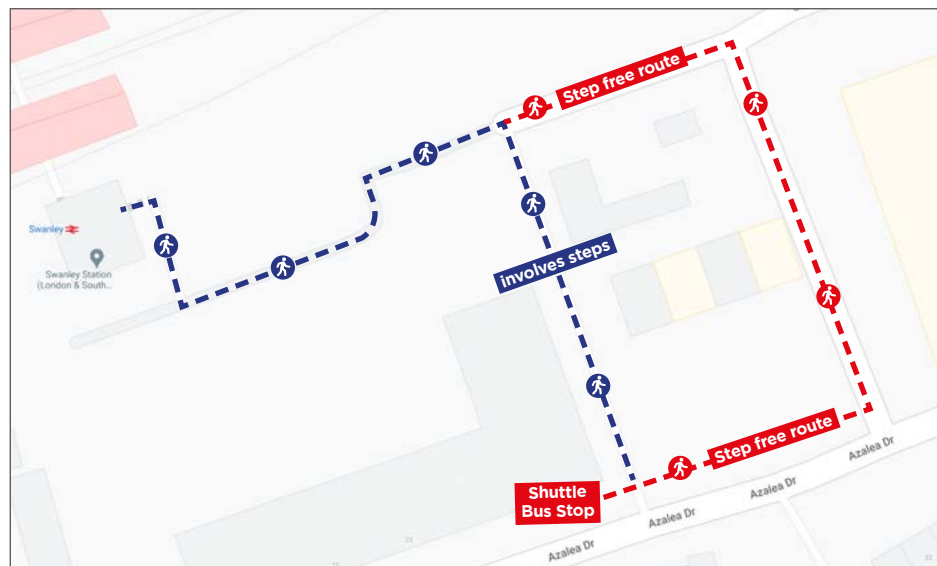 Step free route
Swanley
Swanley Station
(London & South...
involves steps
Step free route
Azalea Dr
Azalea Dr
Shuttle
Bus Stop
Azalea Dr
Azalea Dr